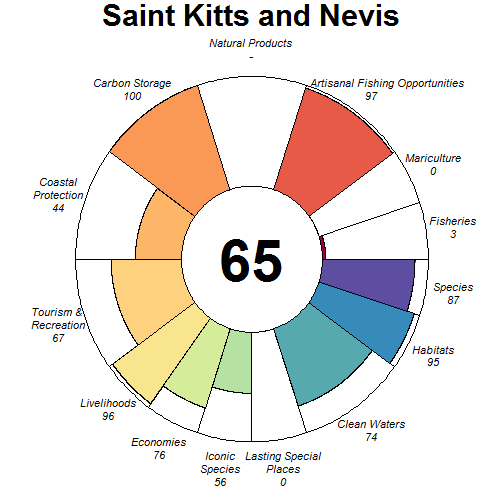 Saint Kitts and Nevis
Natural Products
-
Carbon Storage
100
Artisanal Fishing Opportunities
97
Mariculture
0
Coastal
Protection
44
Fisheries
3
65
Species
87
Tourism &
Recreation
67
Habitats
95
Livelihoods
96
Clean Waters
74
Economies
76
Iconic
Species
56
Lasting Special
Places
0